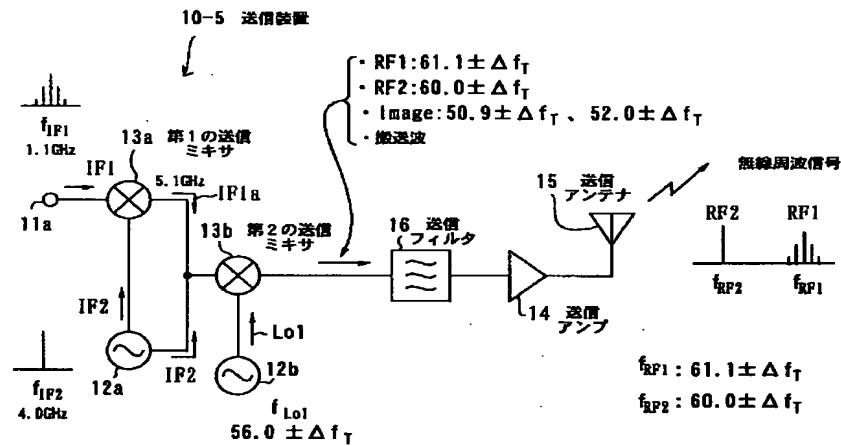 10-5 送信装置
・RF1:61.1±Δf_T
・RF2:60.0±Δf_T
・Image:50.9±Δf_T、52.0±Δf_T
・搬送波
f_IF1
1.1GHz
13a 第1の送信
ミキサ
IF1
5.1GHz
IF1a
11a
13b 第2の送信
ミキサ
16 送信
フィルタ
15 送信
アンテナ
無線周波信号
RF2
RF1
f_RF2
f_RF1
14 送信
アンプ
IF2
IF2
Lo1
f_IF2
4.0GHz
12a
12b
f_Lo1
56.0 ±Δf_T
f_RF1:61.1±Δf_T
f_RF2:60.0±Δf_T